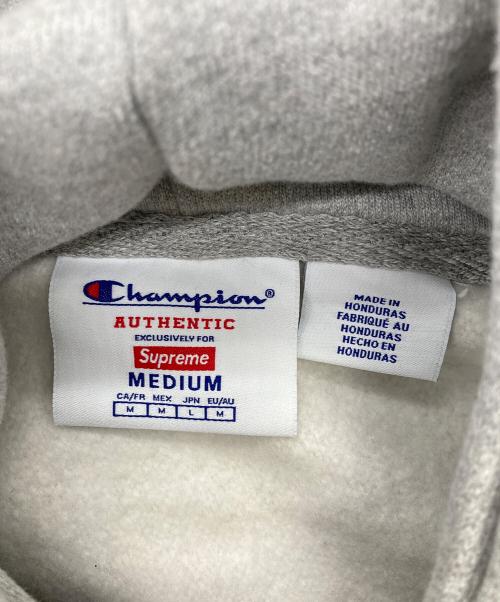 Champion®
AUTHENTIC
EXCLUSIVELY FOR
Supreme
MEDIUM
CA/FR MEX JPN EU/AU
M M L M
MADE IN
HONDURAS
FABRIQUÉ AU
HONDURAS
HECHO EN
HONDURAS